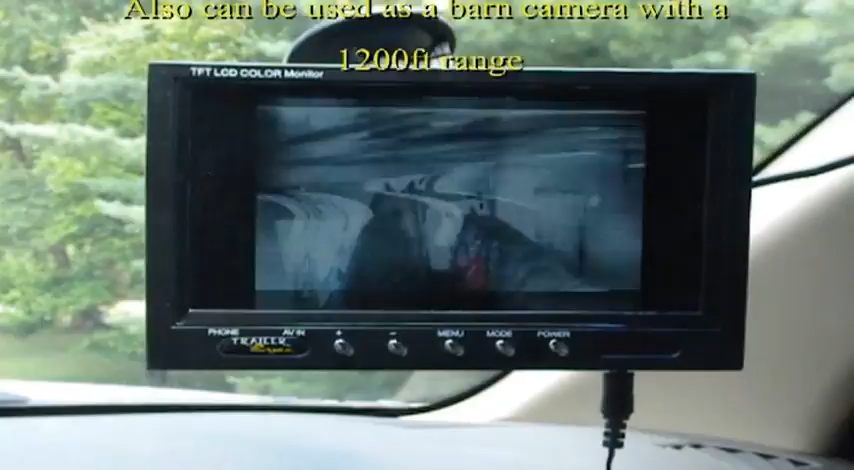 Also can be used as a barn camera with a
1200ft range
TFT LCD COLOR Monitor
PHONE AV IN + - MENU MODE POWER
TRAILER